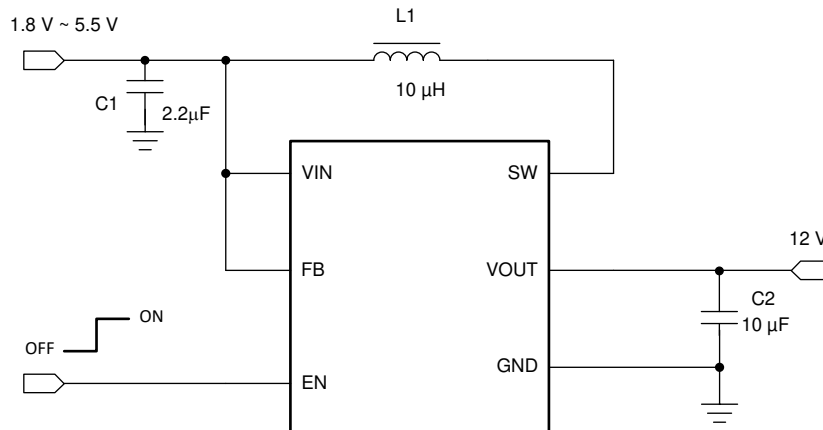 1.8 V ~ 5.5 V
L1
10 µH
C1
2.2µF
VIN
SW
12 V
FB
VOUT
C2
10 µF
ON
OFF
GND
EN